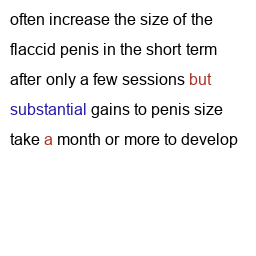 often increase the size of the
flaccid penis in the short term
after only a few sessions but
substantial gains to penis size
take a month or more to develop